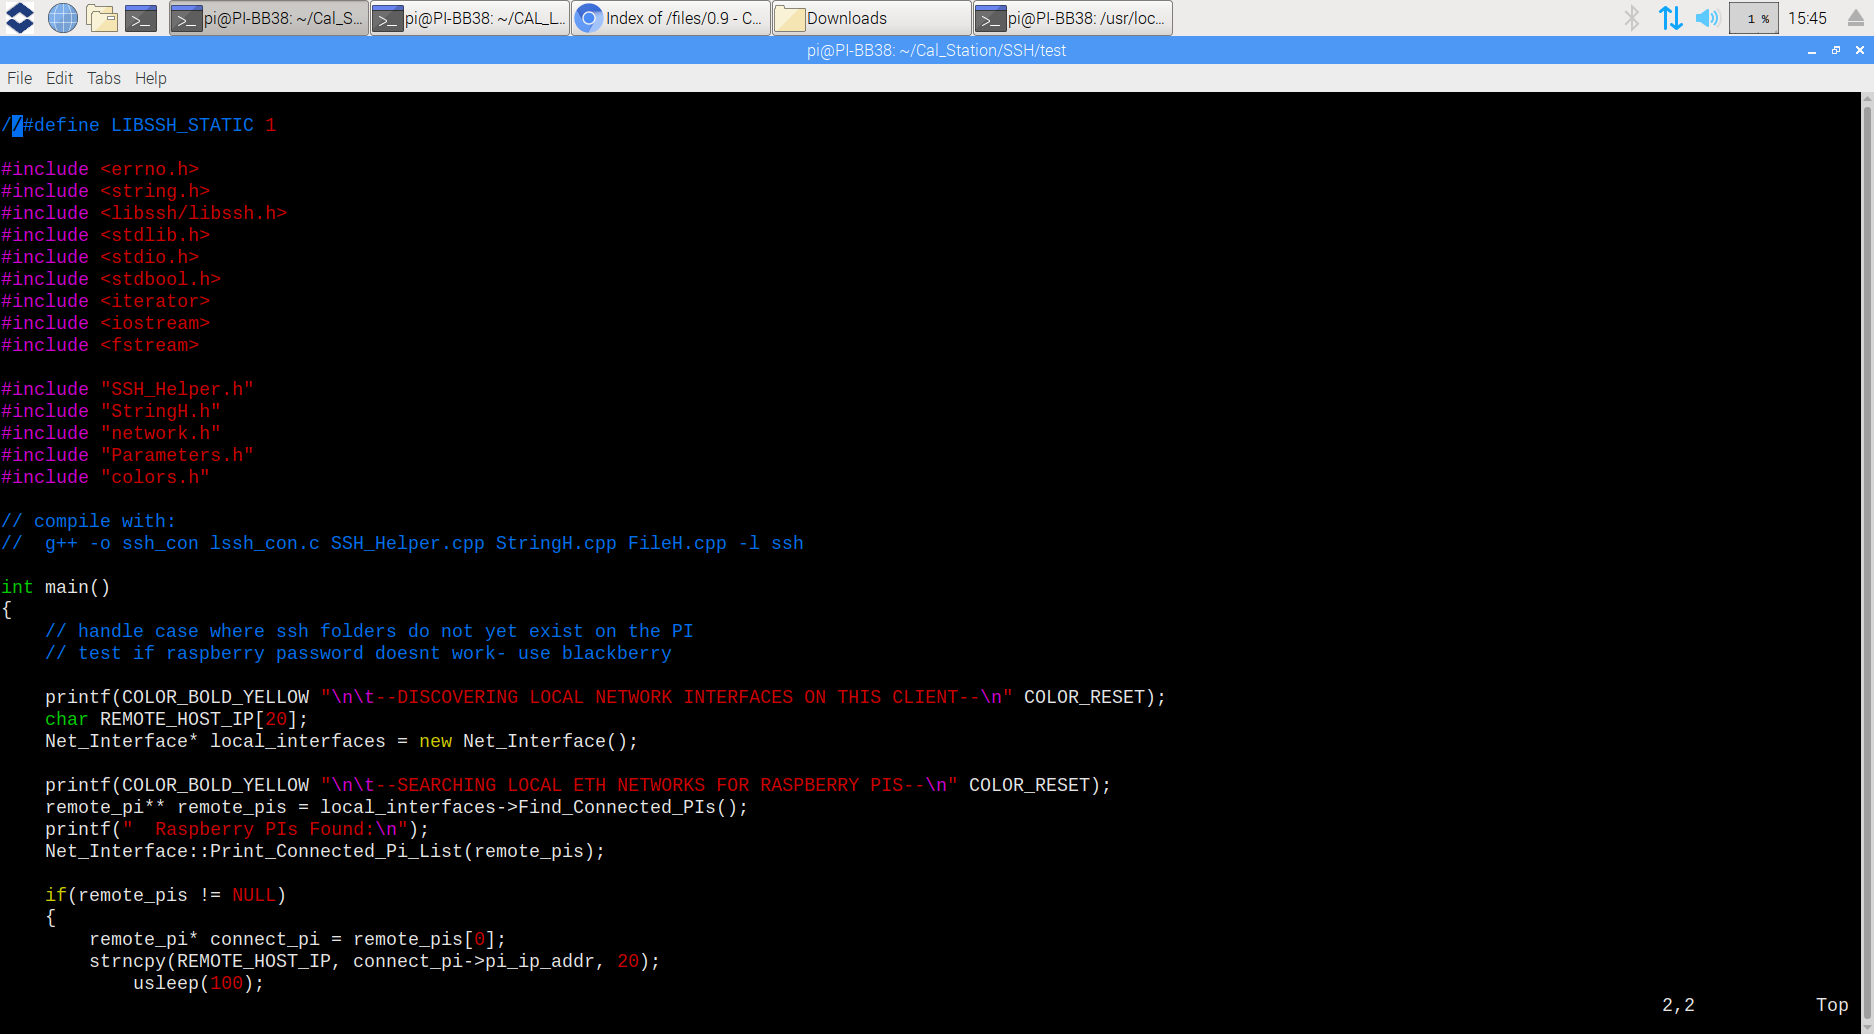 pi@PI-BB38: ~/Cal_S... pi@PI-BB38: ~/CAL_L... Index of /files/0.9 - C... Downloads pi@PI-BB38: /usr/loc... 1 % 15:45
pi@PI-BB38: ~/Cal_Station/SSH/test
File Edit Tabs Help
//#define LIBSSH_STATIC 1
#include <errno.h>
#include <string.h>
#include <libssh/libssh.h>
#include <stdlib.h>
#include <stdio.h>
#include <stdbool.h>
#include <iterator>
#include <iostream>
#include <fstream>
#include "SSH_Helper.h"
#include "StringH.h"
#include "network.h"
#include "Parameters.h"
#include "colors.h"
// compile with:
//  g++ -o ssh_con lssh_con.c SSH_Helper.cpp StringH.cpp FileH.cpp -l ssh
int main()
{
    // handle case where ssh folders do not yet exist on the PI
    // test if raspberry password doesnt work- use blackberry
    printf(COLOR_BOLD_YELLOW "\n\t--DISCOVERING LOCAL NETWORK INTERFACES ON THIS CLIENT--\n" COLOR_RESET);
    char REMOTE_HOST_IP[20];
    Net_Interface* local_interfaces = new Net_Interface();
    printf(COLOR_BOLD_YELLOW "\n\t--SEARCHING LOCAL ETH NETWORKS FOR RASPBERRY PIS--\n" COLOR_RESET);
    remote_pi** remote_pis = local_interfaces->Find_Connected_PIs();
    printf("  Raspberry PIs Found:\n");
    Net_Interface::Print_Connected_Pi_List(remote_pis);
    if(remote_pis != NULL)
    {
        remote_pi* connect_pi = remote_pis[0];
        strncpy(REMOTE_HOST_IP, connect_pi->pi_ip_addr, 20);
            usleep(100);
2,2 Top